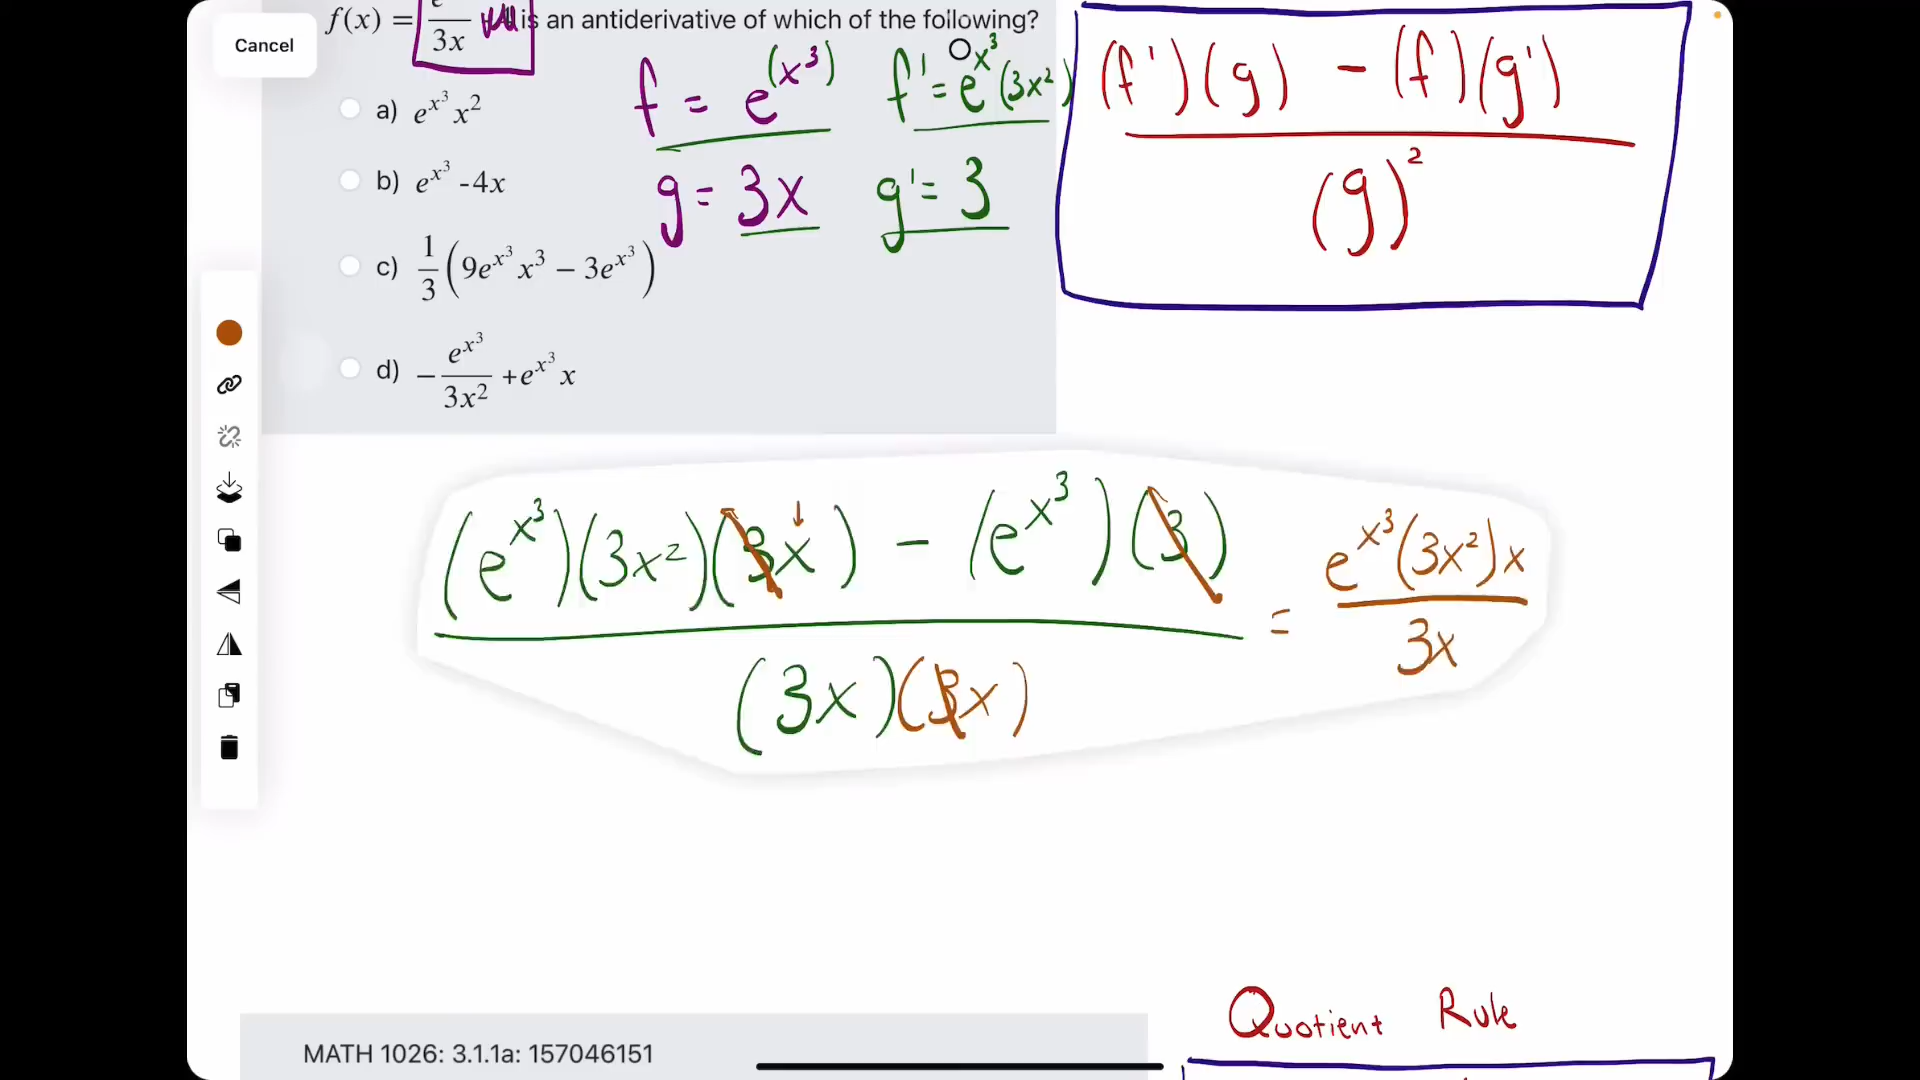 Cancel
f(x) = e / 3x is an antiderivative of which of the following?
a) e^{x^3} x^2
b) e^{x^3} -4x
c) 1/3 (9e^{x^3} x^3 − 3e^{x^3})
d) − e^{x^3} / 3x^2 + e^{x^3} x
f = e^{(x^3)} f' = e^{x^3} (3x^2)
g = 3x g' = 3
(f')(g) − (f)(g')
(g)^2
(e^{x^3})(3x^2)(3x) − (e^{x^3})(3) / (3x)(3x) = e^{x^3}(3x^2)x / 3x
Quotient Rule
MATH 1026: 3.1.1a: 157046151